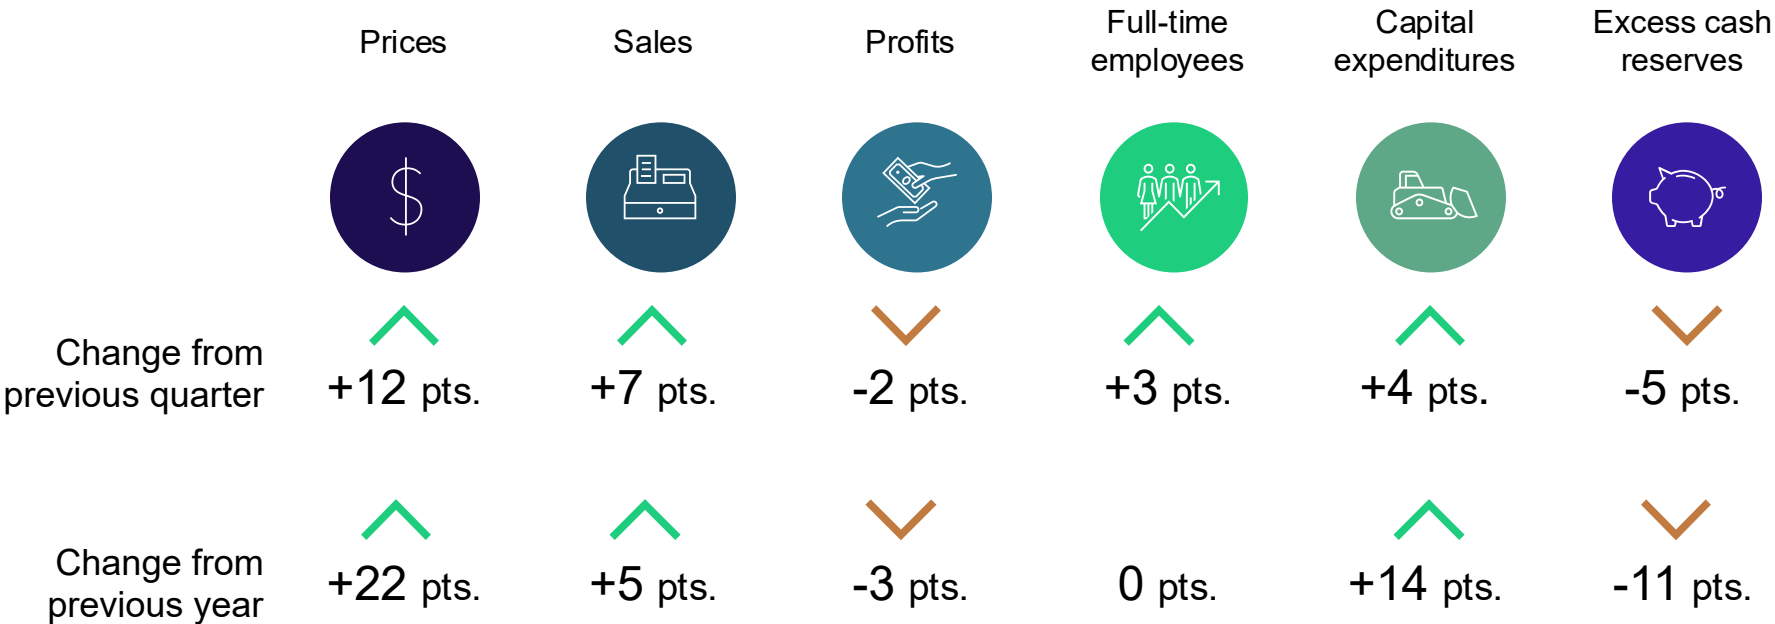 Prices
Sales
Profits
Full-time
employees
Capital
expenditures
Excess cash
reserves
$
Change from
previous quarter
+12 pts.
+7 pts.
-2 pts.
+3 pts.
+4 pts.
-5 pts.
Change from
previous year
+22 pts.
+5 pts.
-3 pts.
0 pts.
+14 pts.
-11 pts.